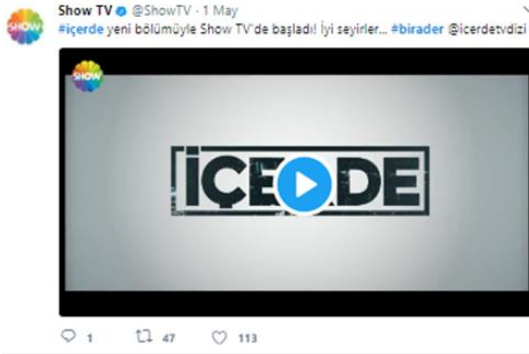 Show TV @ShowTV · 1 May
#içerde yeni bölümüyle Show TV'de başladı! İyi seyirler... #birader @icerdetvdizi
SHOW
SHOW
İÇERDE
1 47 113